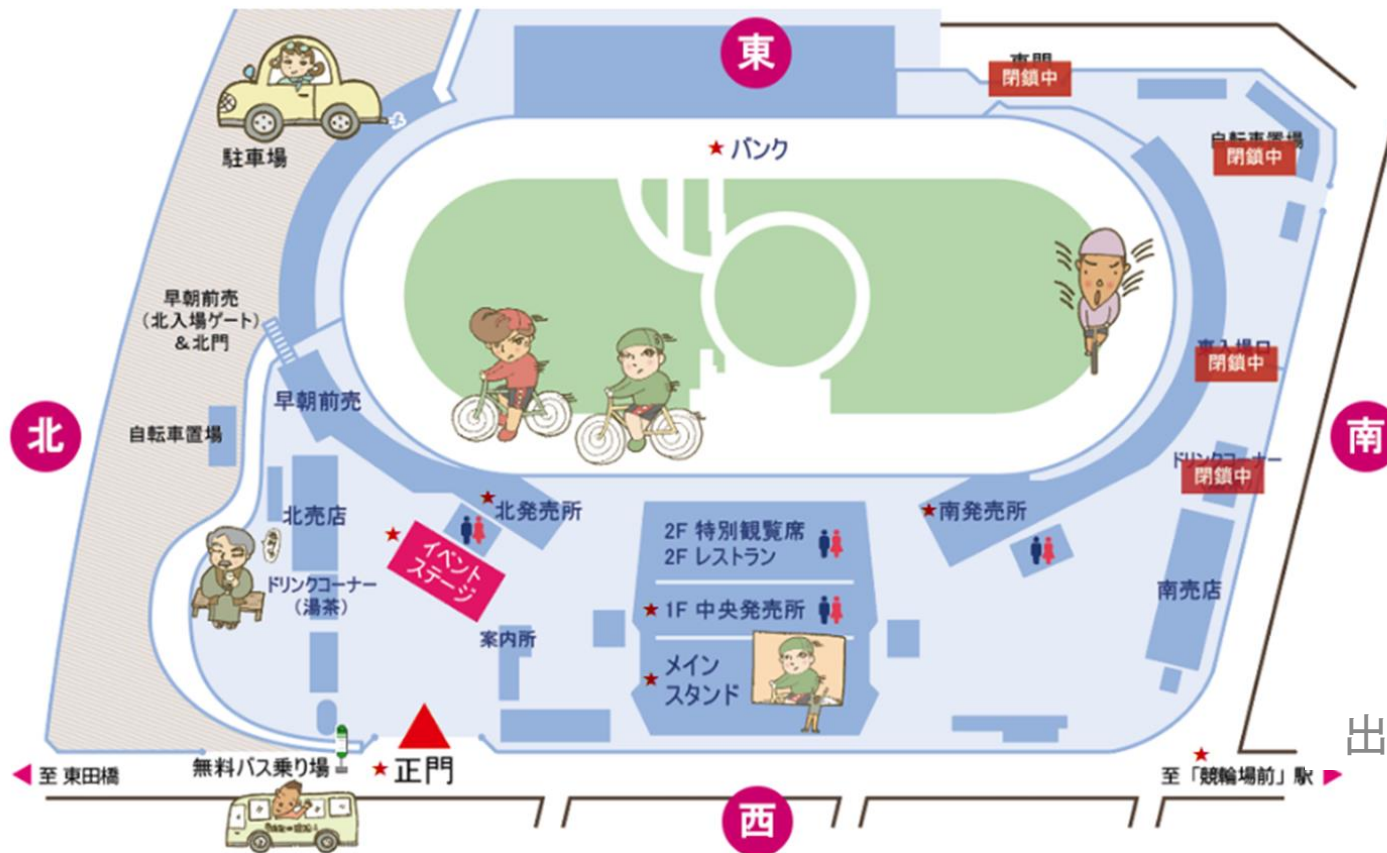 東
東門
閉鎖中
駐車場
★ バンク
自転車置場
閉鎖中
早朝前売
(北入場ゲート)
&北門
早朝前売
閉鎖中
北
南
自転車置場
ドリンクコーナー
閉鎖中
北売店
★北発売所
イベント
ステージ
2F 特別観覧席
2F レストラン
★南発売所
ドリンクコーナー
(湯茶)
★1F 中央発売所
南売店
案内所
★メイン
スタンド
出
至 東田橋
無料バス乗り場
★正門
至「競輪場前」駅
西